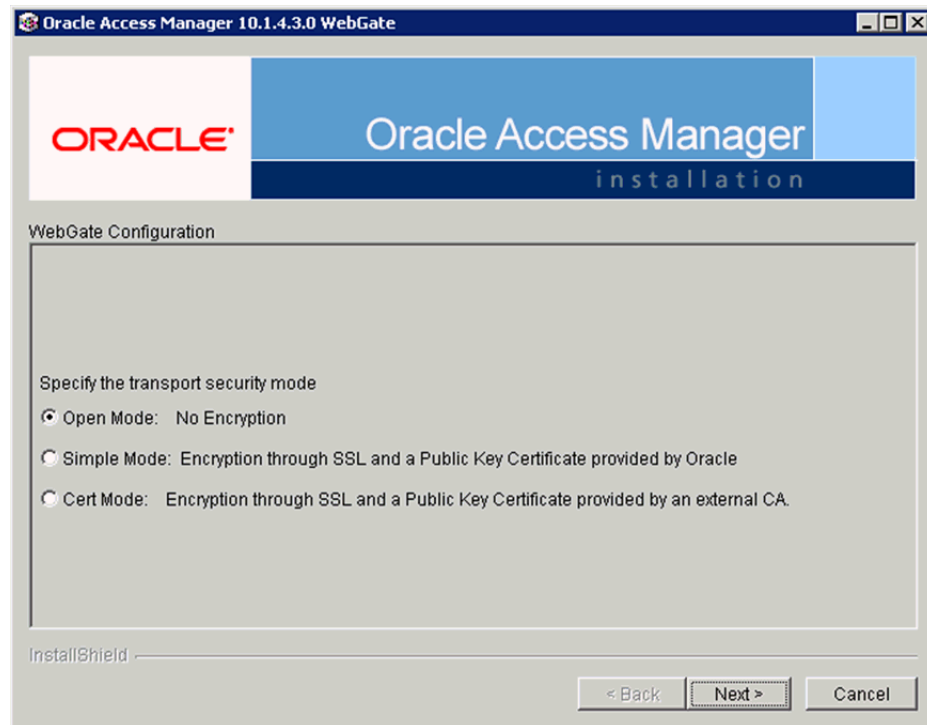 Oracle Access Manager 10.1.4.3.0 WebGate
ORACLE®
Oracle Access Manager
installation
WebGate Configuration
Specify the transport security mode
Open Mode: No Encryption
Simple Mode: Encryption through SSL and a Public Key Certificate provided by Oracle
Cert Mode: Encryption through SSL and a Public Key Certificate provided by an external CA.
InstallShield
< Back Next > Cancel